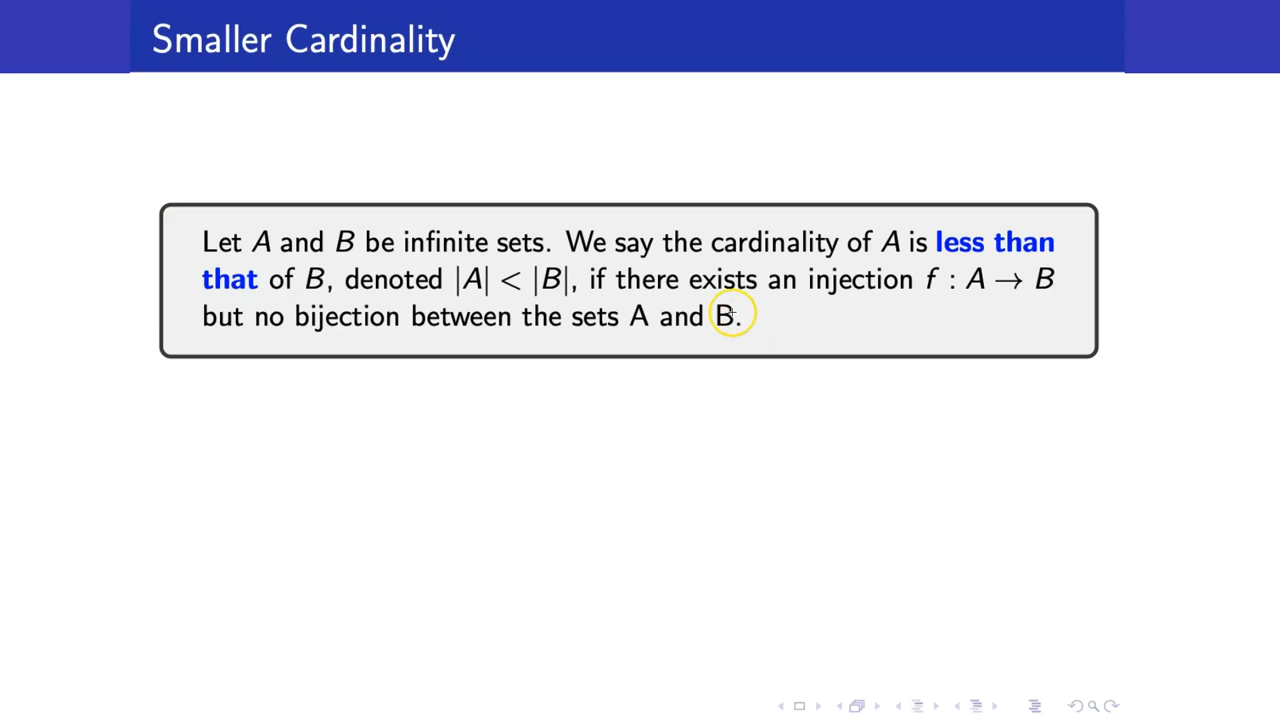 Smaller Cardinality
Let A and B be infinite sets. We say the cardinality of A is less than
that of B, denoted |A| < |B|, if there exists an injection f : A → B
but no bijection between the sets A and B.